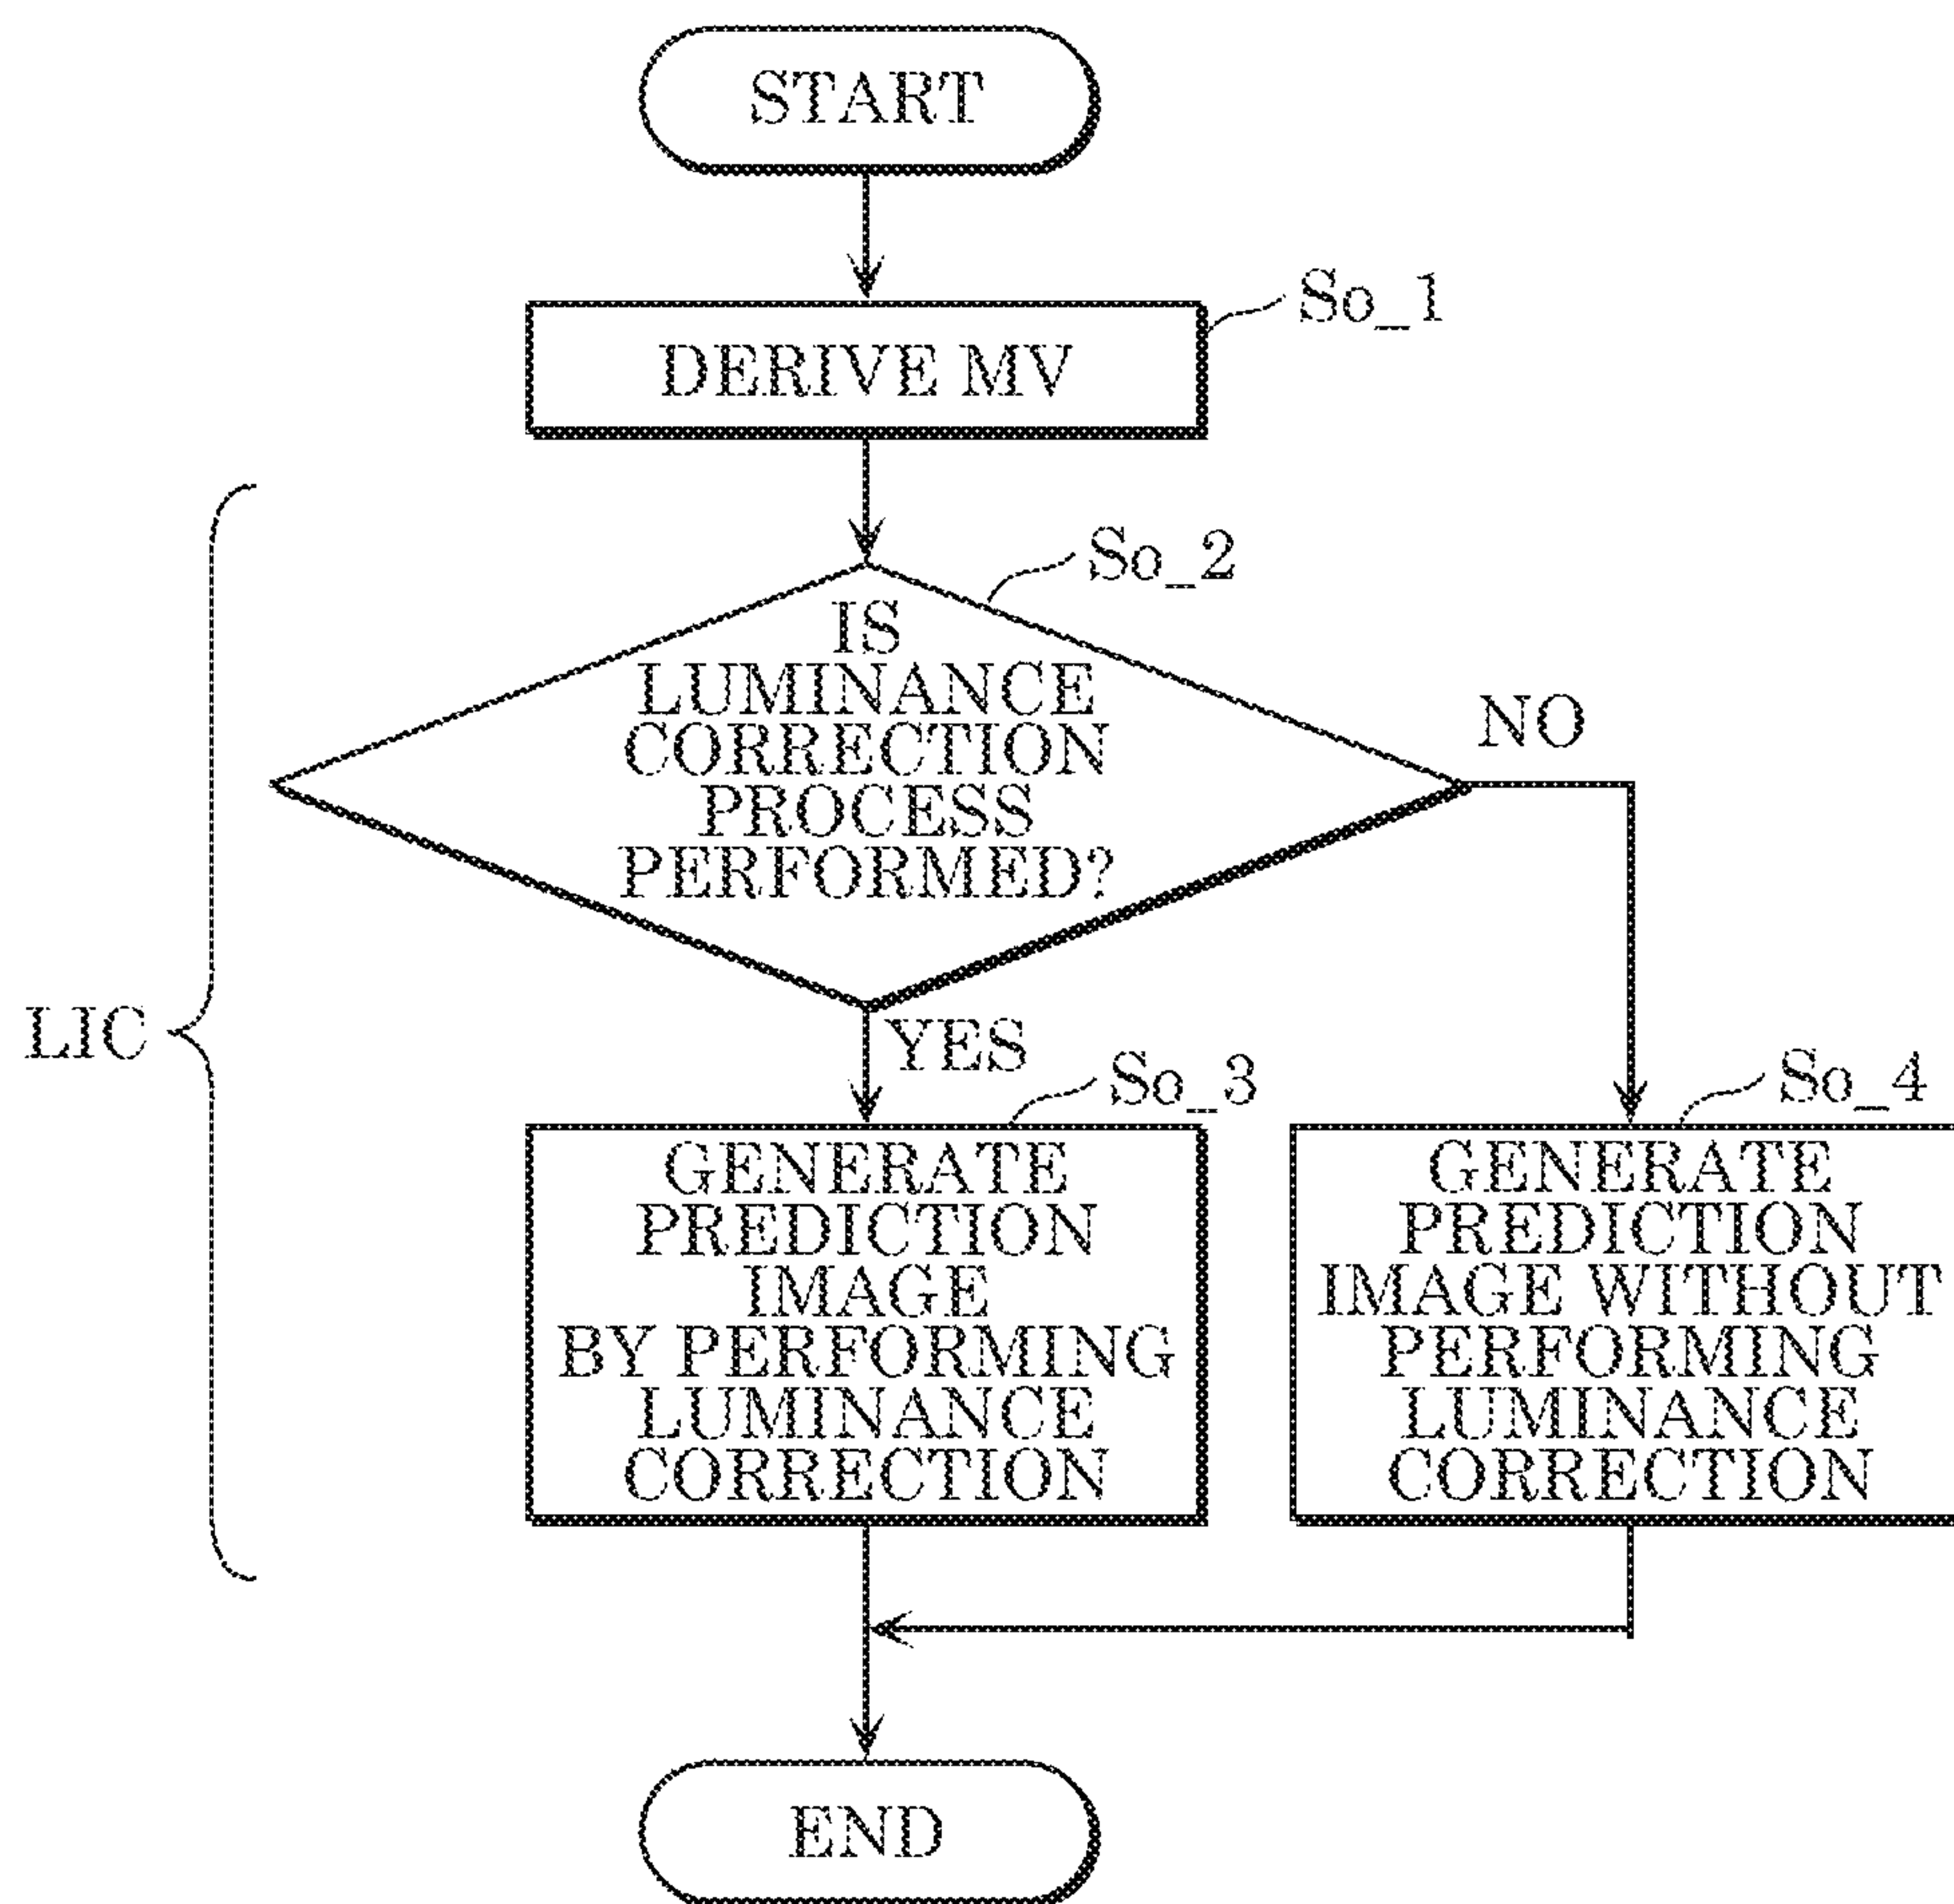 START
So_1
DERIVE MV
So_2
IS
LUMINANCE
CORRECTION
PROCESS
PERFORMED?
NO
LIC
YES
So_3
GENERATE
PREDICTION
IMAGE
BY PERFORMING
LUMINANCE
CORRECTION
So_4
GENERATE
PREDICTION
IMAGE WITHOUT
PERFORMING
LUMINANCE
CORRECTION
END